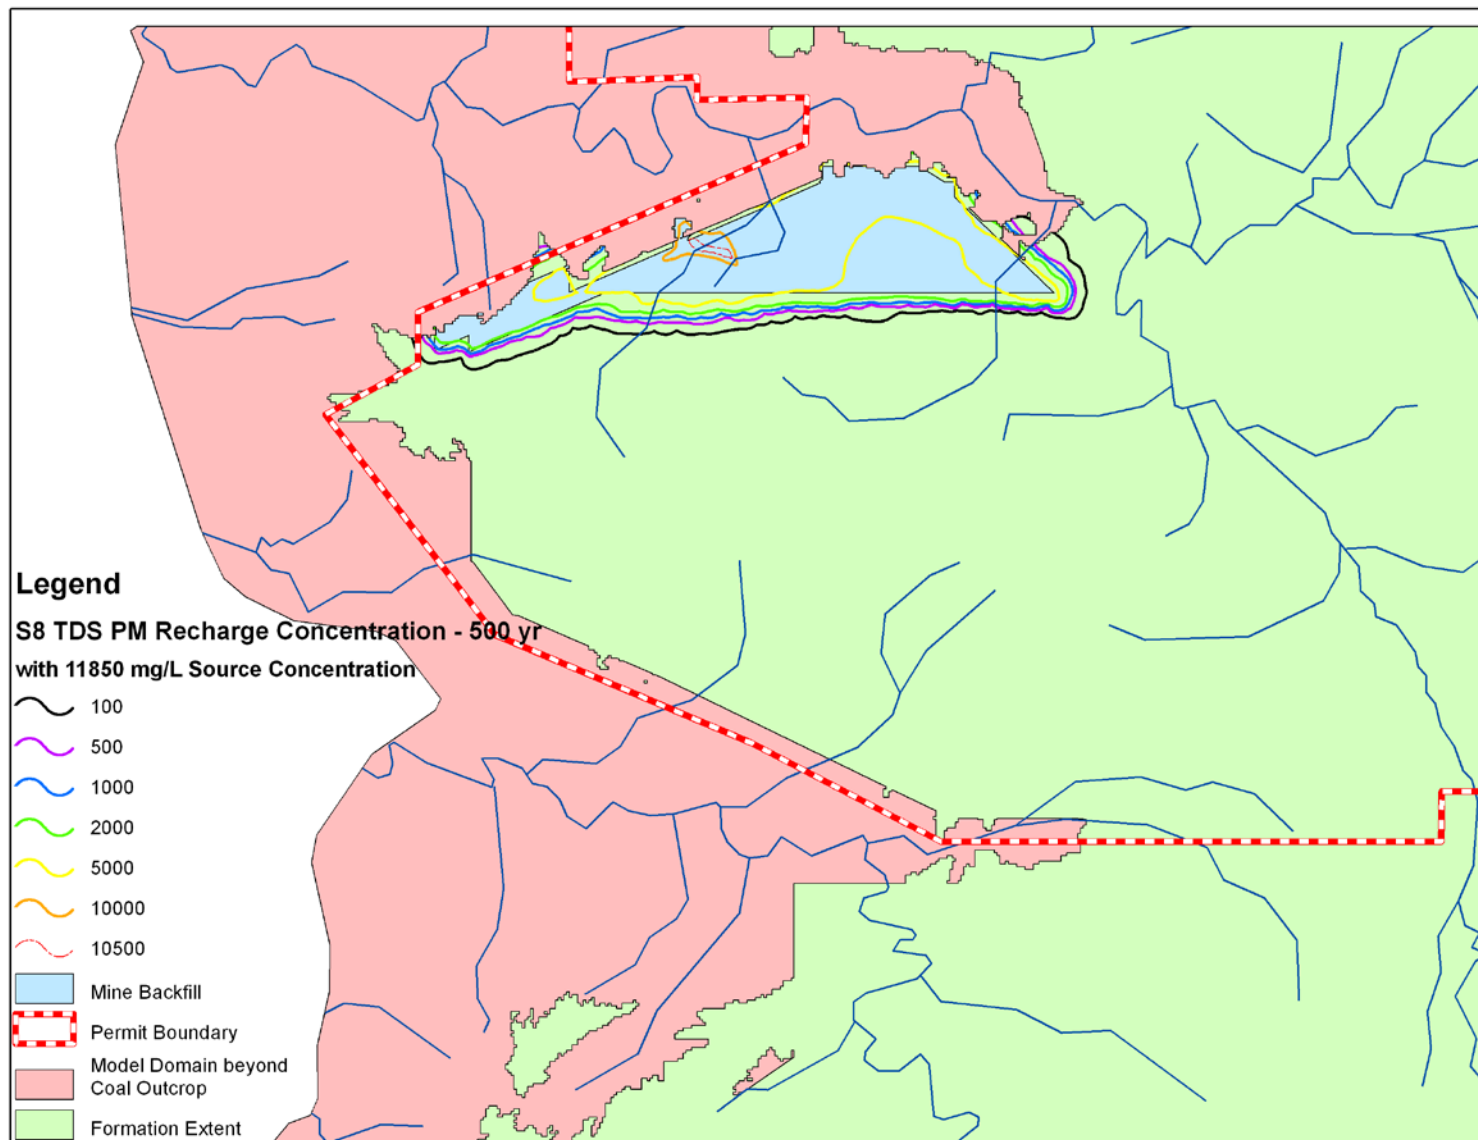 Legend
S8 TDS PM Recharge Concentration - 500 yr
with 11850 mg/L Source Concentration
100
500
1000
2000
5000
10000
10500
Mine Backfill
Permit Boundary
Model Domain beyond
Coal Outcrop
Formation Extent